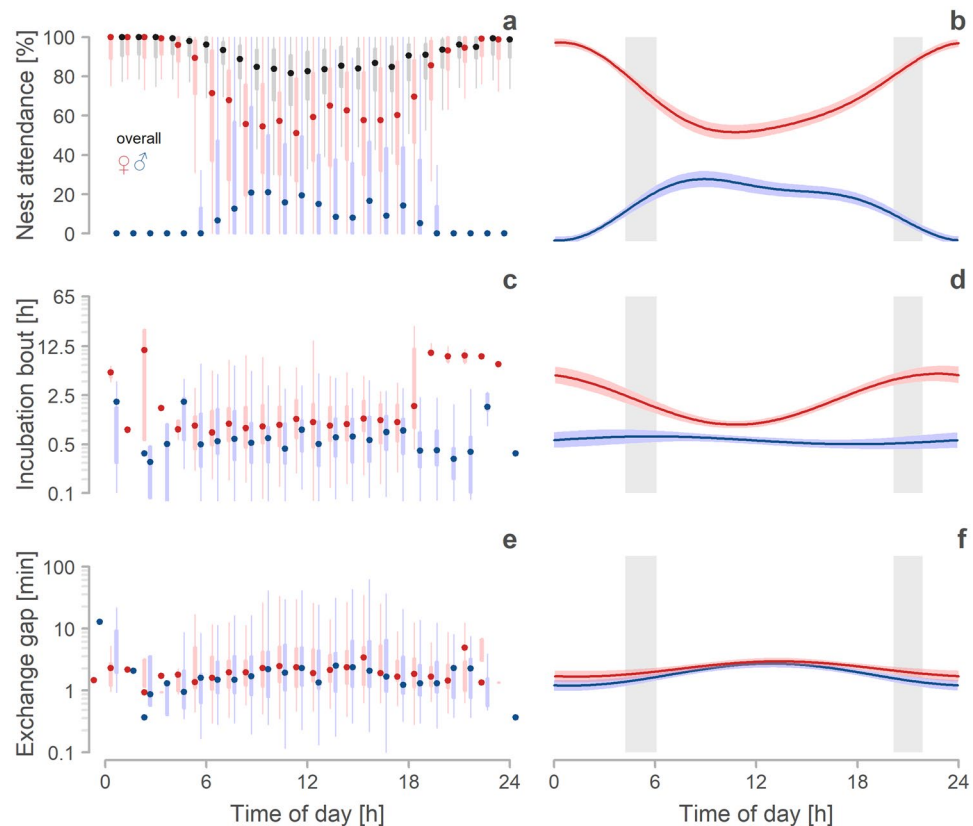 a
b
Nest attendance [%]
100
80
60
40
20
0
overall
♀♂
c
d
Incubation bout [h]
65
12.5
2.5
0.5
0.1
e
f
Exchange gap [min]
100
10
1
0.1
0 6 12 18 24
0 6 12 18 24
Time of day [h]
Time of day [h]